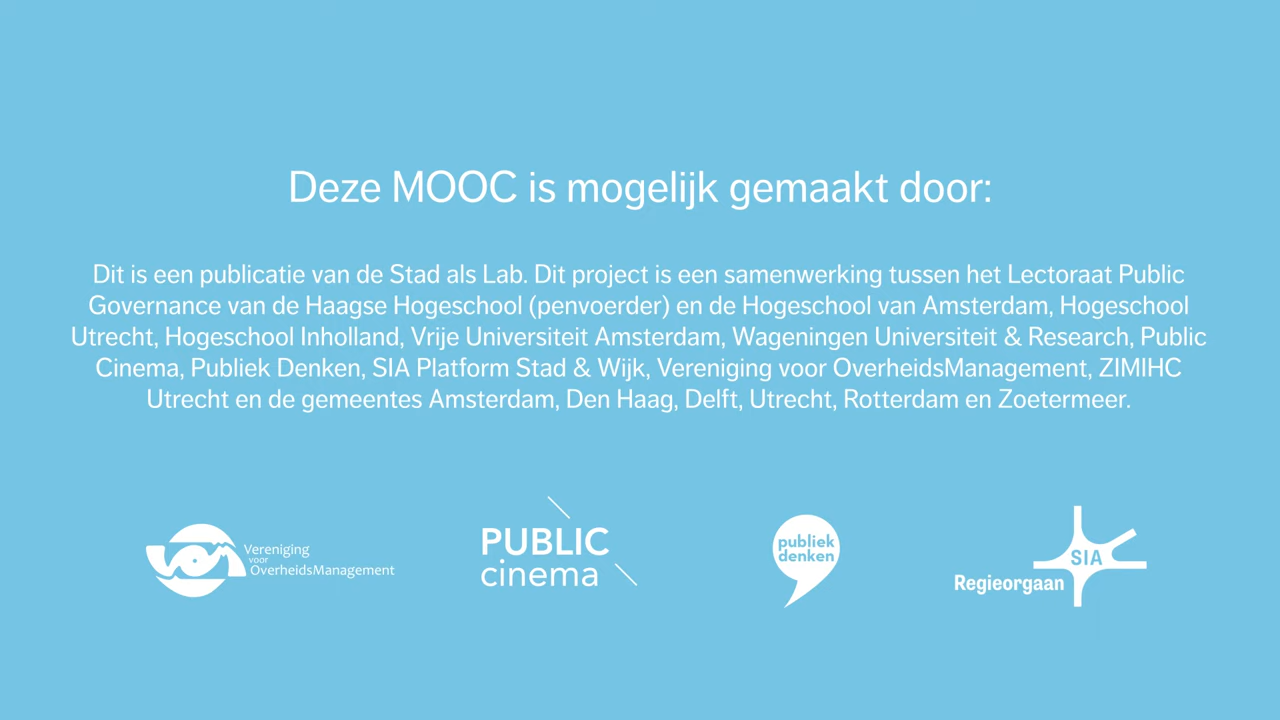 Deze MOOC is mogelijk gemaakt door:
Dit is een publicatie van de Stad als Lab. Dit project is een samenwerking tussen het Lectoraat Public
Governance van de Haagse Hogeschool (penvoerder) en de Hogeschool van Amsterdam, Hogeschool
Utrecht, Hogeschool Inholland, Vrije Universiteit Amsterdam, Wageningen Universiteit & Research, Public
Cinema, Publiek Denken, SIA Platform Stad & Wijk, Vereniging voor OverheidsManagement, ZIMIHC
Utrecht en de gemeentes Amsterdam, Den Haag, Delft, Utrecht, Rotterdam en Zoetermeer.
Vereniging
voor
OverheidsManagement
PUBLIC
cinema
publiek
denken
SIA
Regieorgaan